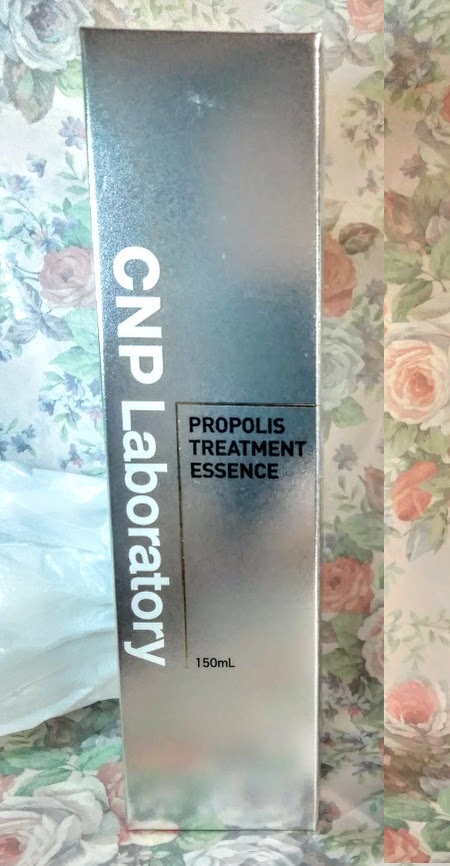 CNP Laboratory
PROPOLIS
TREATMENT
ESSENCE
150mL